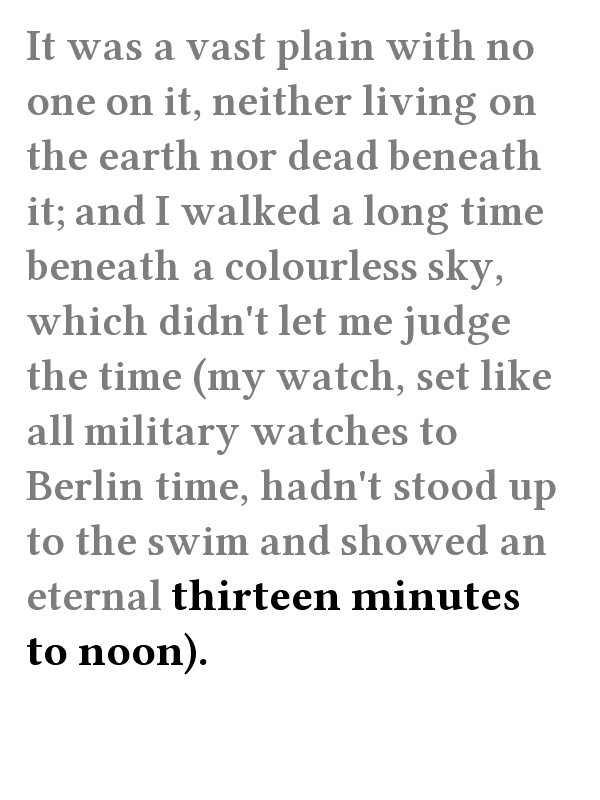 It was a vast plain with no
one on it, neither living on
the earth nor dead beneath
it; and I walked a long time
beneath a colourless sky,
which didn't let me judge
the time (my watch, set like
all military watches to
Berlin time, hadn't stood up
to the swim and showed an
eternal thirteen minutes
to noon).